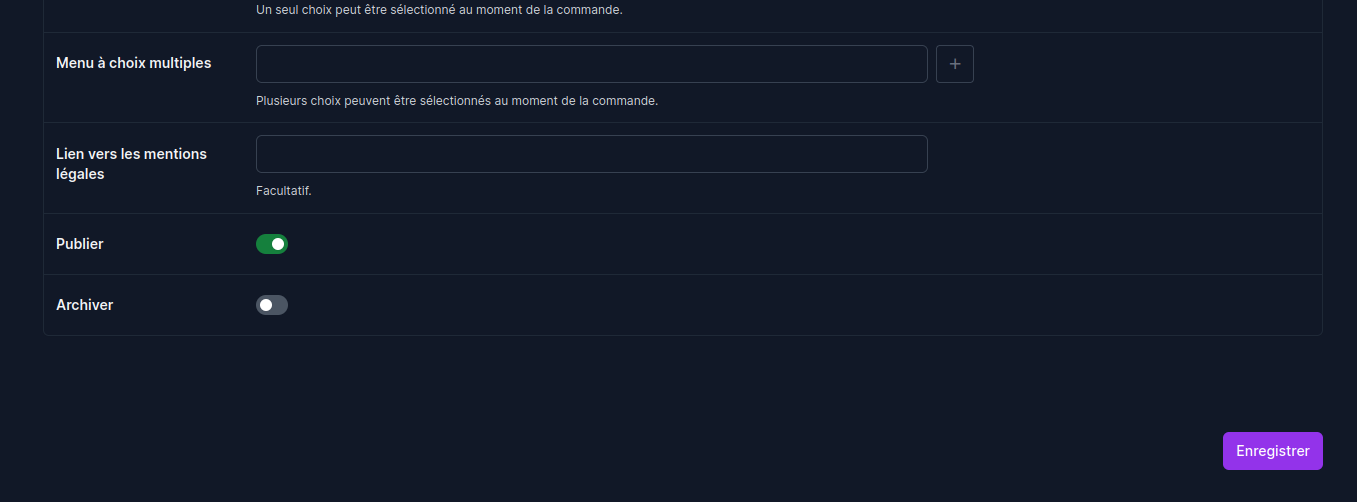 Un seul choix peut être sélectionné au moment de la commande.
Menu à choix multiples
Plusieurs choix peuvent être sélectionnés au moment de la commande.
Lien vers les mentions
légales
Facultatif.
Publier
Archiver
Enregistrer